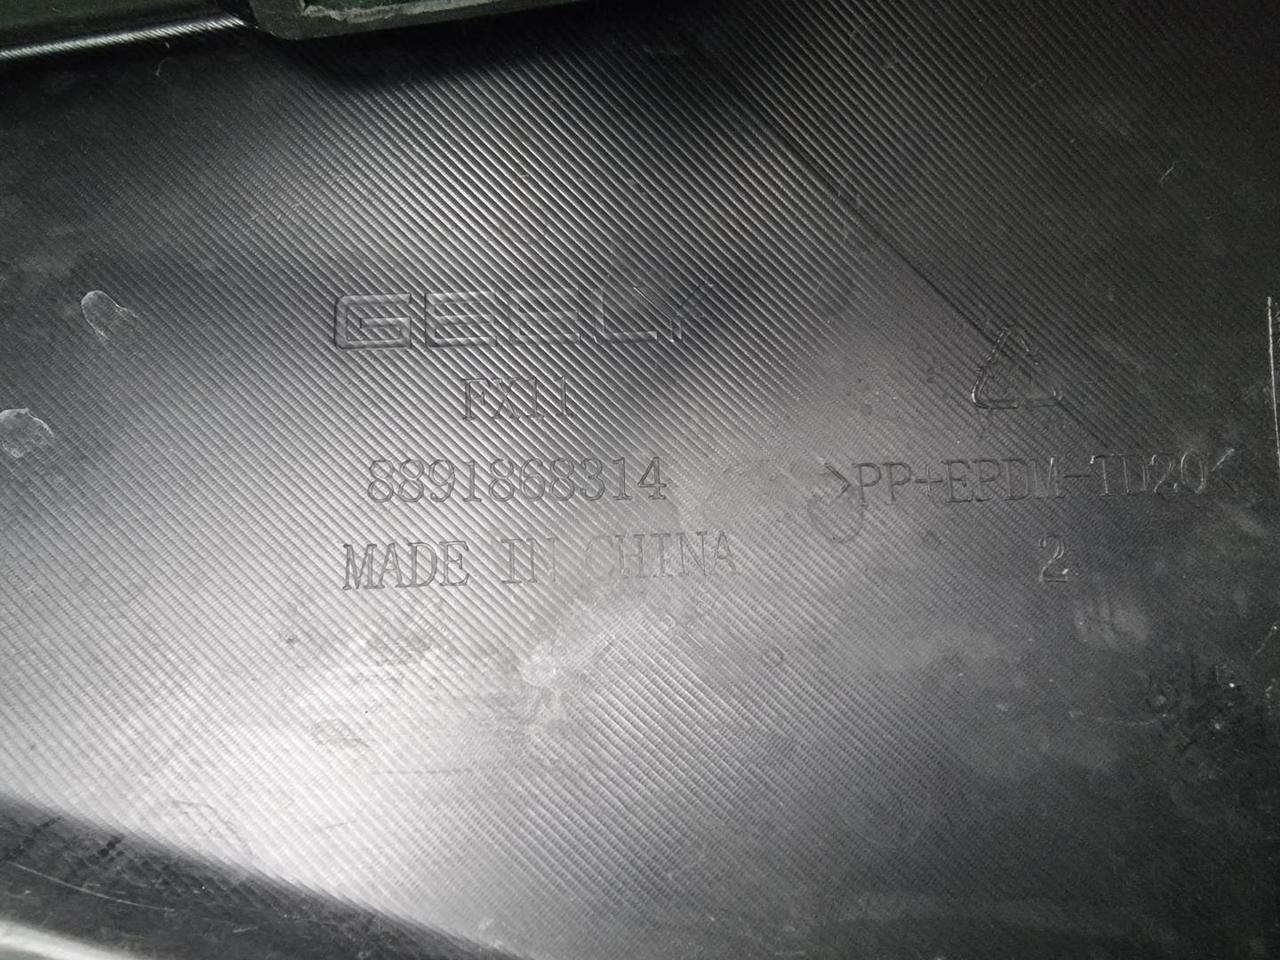 GEELY
FX11
8891868314
MADE IN CHINA
>PP+EPDM-TD20<
2